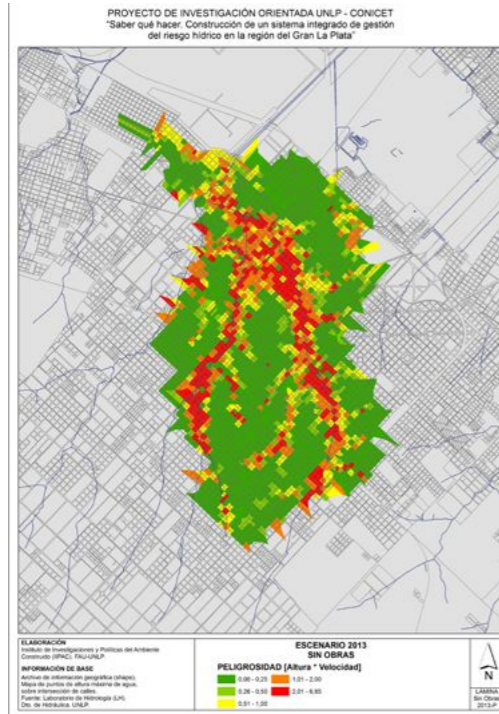 PROYECTO DE INVESTIGACIÓN ORIENTADA UNLP - CONICET
"Saber qué hacer. Construcción de un sistema integrado de gestión
del riesgo hídrico en la región del Gran La Plata"
ELABORACIÓN
Instituto de Investigaciones y Políticas del Ambiente
Construido (IIPAC). FAU-UNLP.
INFORMACIÓN DE BASE
Archivo de información geográfica (shape).
Mapa de puntos de altura máxima de agua,
sobre intersección de calles.
Fuente: Laboratorio de Hidrología (LH).
Dto. de Hidráulica. UNLP.
ESCENARIO 2013
SIN OBRAS
PELIGROSIDAD [Altura * Velocidad]
0,06 - 0,25
0,26 - 0,50
0,51 - 1,00
1,01 - 2,00
2,01 - 8,85
N
LAMINA
Sin Obras
2013-P